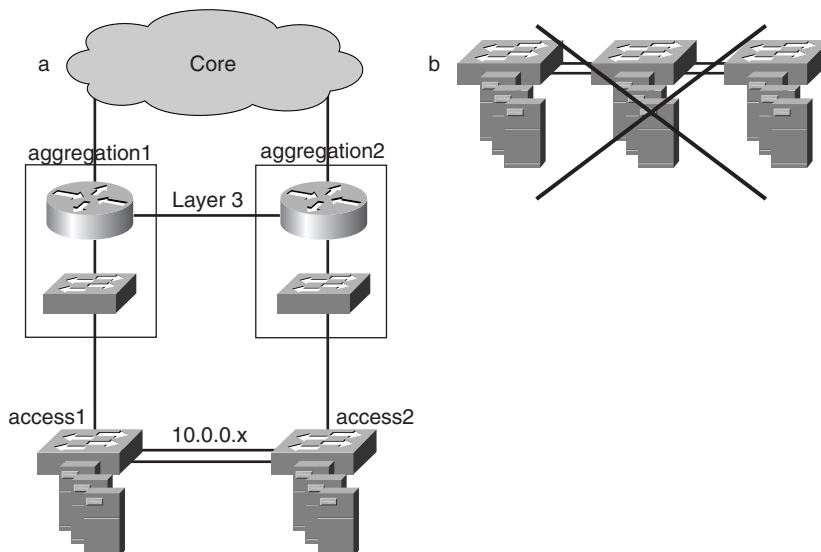 a
Core
b
aggregation1
aggregation2
Layer 3
access1
10.0.0.x
access2